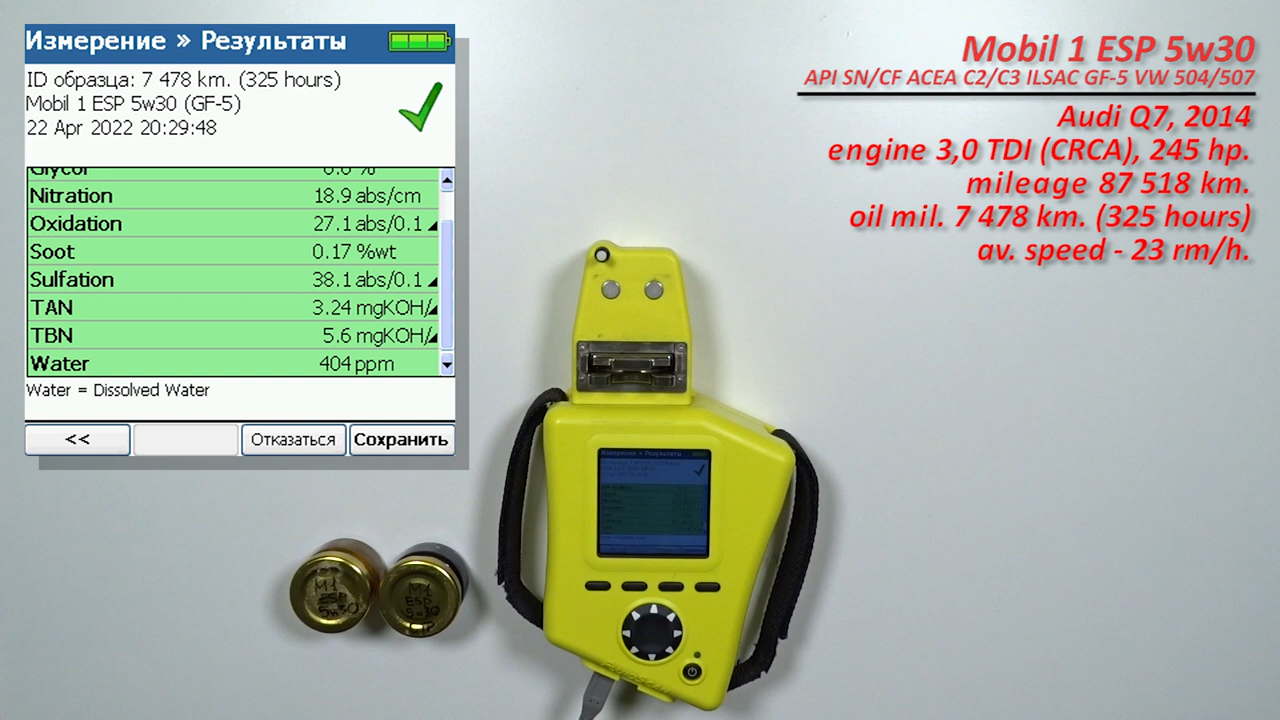 Измерение » Результаты
ID образца: 7 478 km. (325 hours)
Mobil 1 ESP 5w30 (GF-5)
22 Apr 2022 20:29:48
Glycol 0.0 %
Nitration 18.9 abs/cm
Oxidation 27.1 abs/0.1
Soot 0.17 %wt
Sulfation 38.1 abs/0.1
TAN 3.24 mgKOH/
TBN 5.6 mgKOH/
Water 404 ppm
Water = Dissolved Water
<< Отказаться Сохранить
Mobil 1 ESP 5w30
API SN/CF ACEA C2/C3 ILSAC GF-5 VW 504/507
Audi Q7, 2014
engine 3,0 TDI (CRCA), 245 hp.
mileage 87 518 km.
oil mil. 7 478 km. (325 hours)
av. speed - 23 rm/h.
Измерение » Результаты
M1
ESP
5w30
M1
ESP
5w30